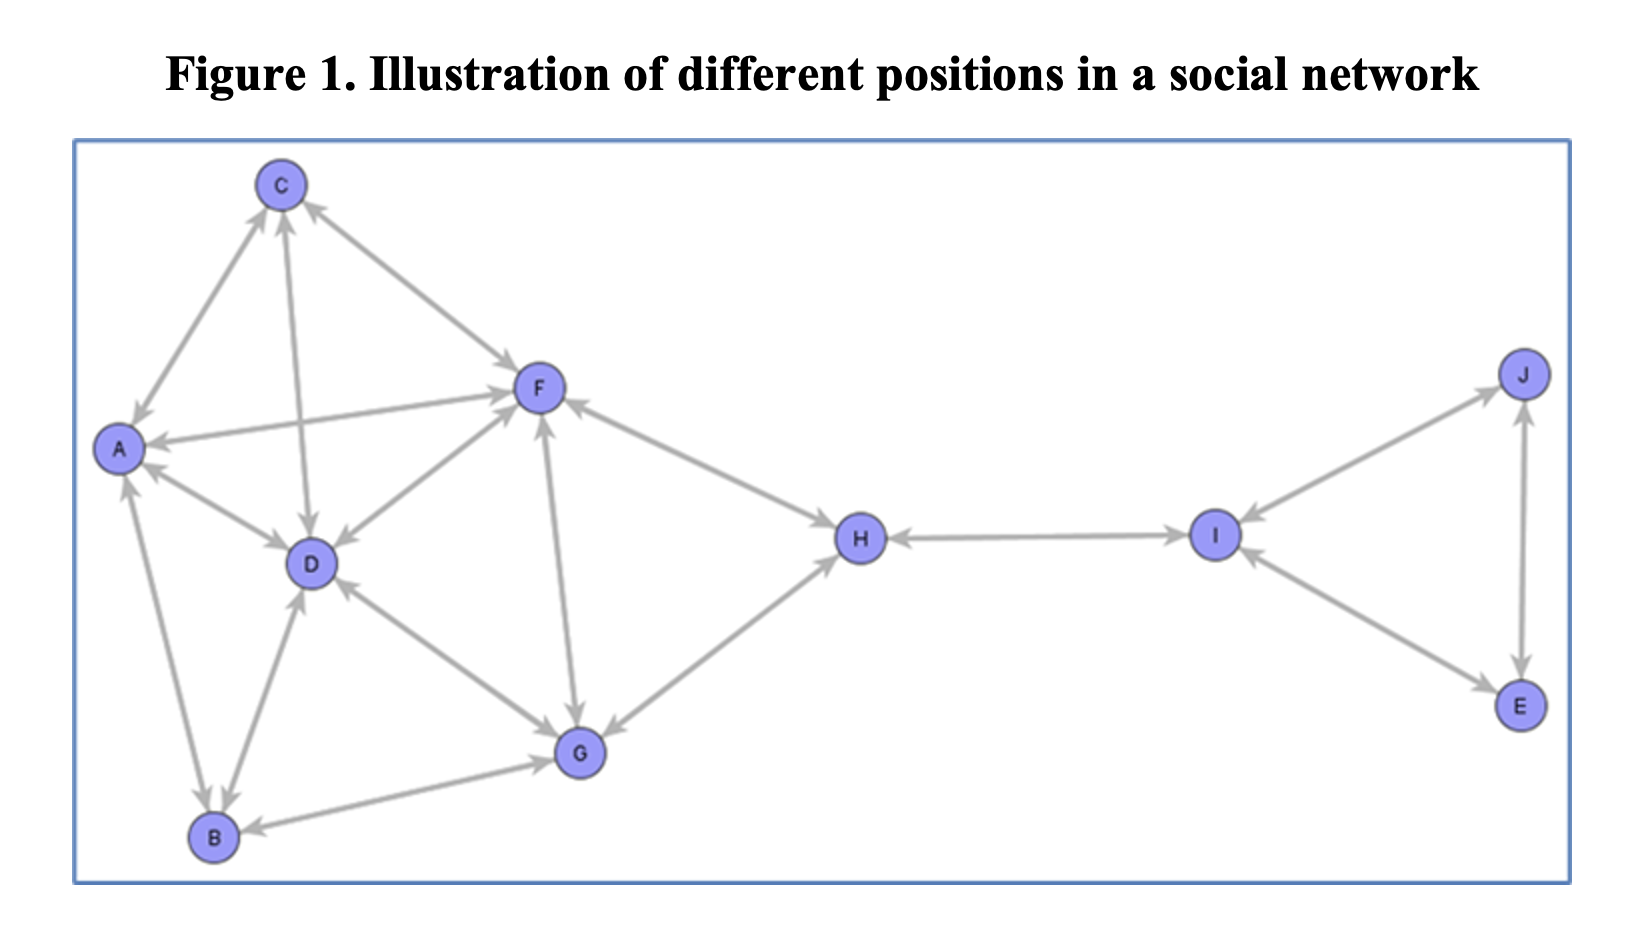 Figure 1. Illustration of different positions in a social network
C
J
F
A
H
I
D
E
G
B